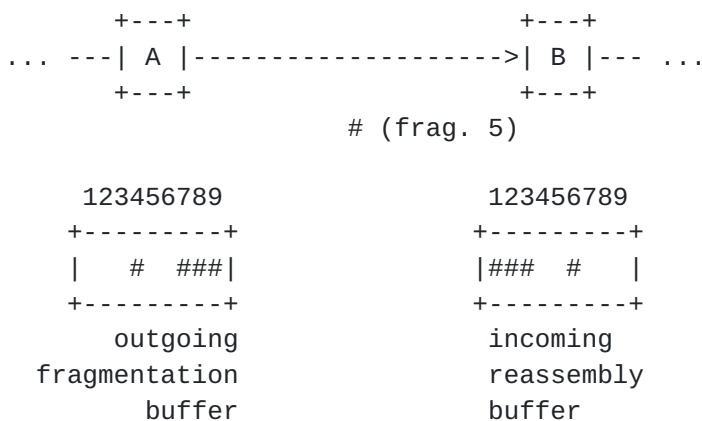 +---+                     +---+
... ---| A |-------------------->| B |--- ...
       +---+                     +---+
                      # (frag. 5)
     123456789                 123456789
    +---------+               +---------+
    |   #  ###|               |###  #   |
    +---------+               +---------+
       outgoing                incoming
  fragmentation                reassembly
         buffer                buffer